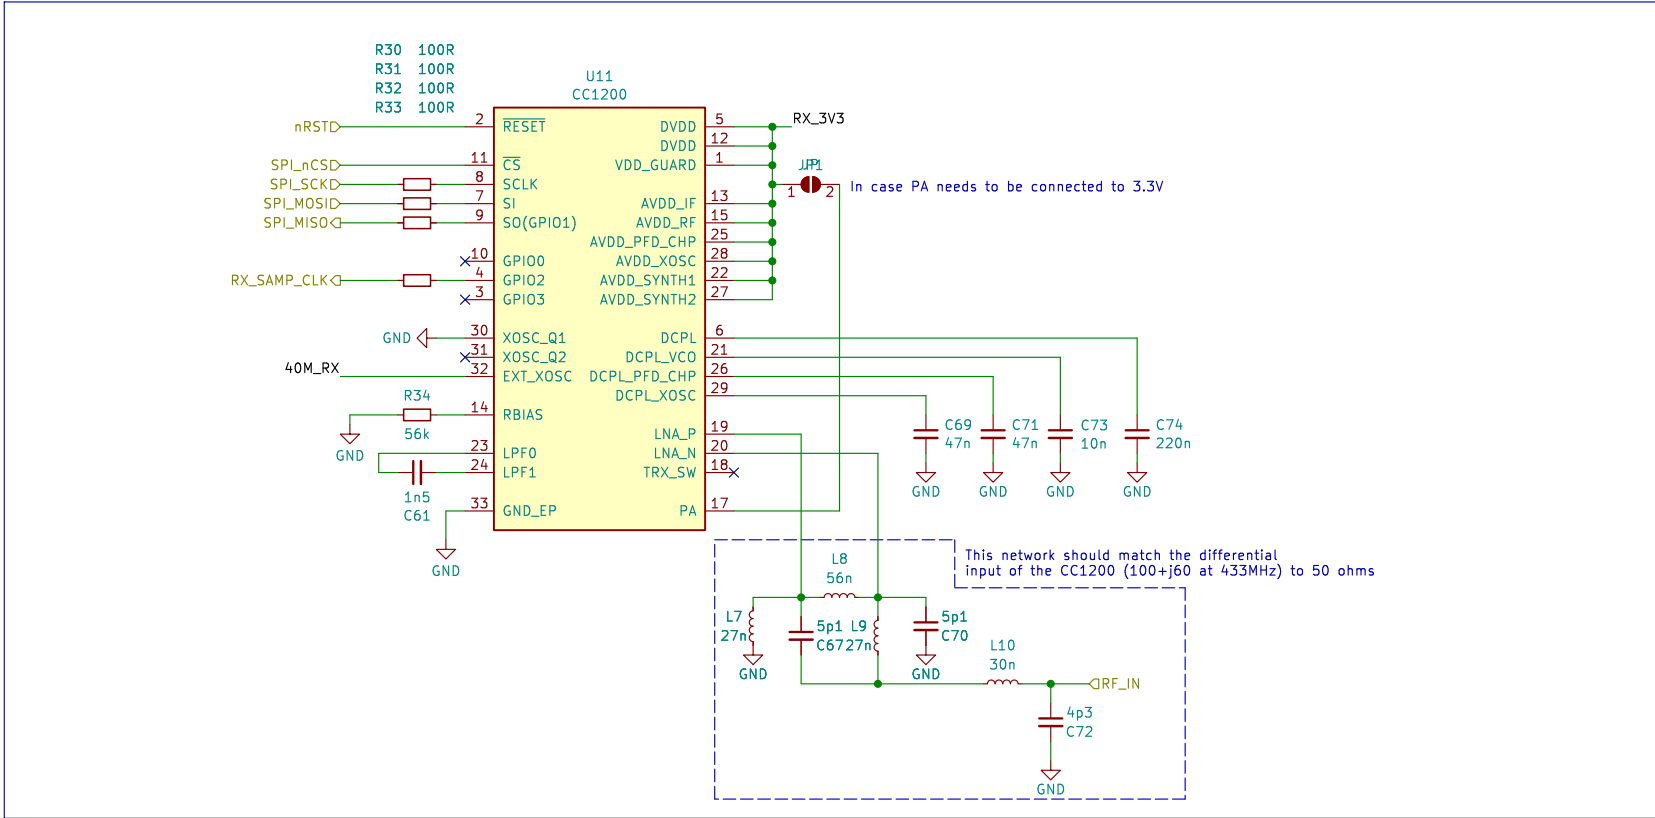 R30 100R
R31 100R
R32 100R
R33 100R
U11
CC1200
nRST 2 RESET DVDD 5 RX_3V3
DVDD 12
SPI_nCS 11 CS VDD_GUARD 1
SPI_SCK 8 SCLK 1 JP1 2 In case PA needs to be connected to 3.3V
SPI_MOSI 7 SI AVDD_IF 13
SPI_MISO 9 SO(GPIO1) AVDD_RF 15
AVDD_PFD_CHP 25
10 GPIO0 AVDD_XOSC 28
RX_SAMP_CLK 4 GPIO2 AVDD_SYNTH1 22
3 GPIO3 AVDD_SYNTH2 27
GND 30 XOSC_Q1 DCPL 6
31 XOSC_Q2 DCPL_VCO 21
40M_RX 32 EXT_XOSC DCPL_PFD_CHP 26
DCPL_XOSC 29
R34
56k
14 RBIAS
GND
LNA_P 19
23 LPF0 LNA_N 20
24 LPF1 TRX_SW 18
1n5
C61
33 GND_EP PA 17
GND
C69 C71 C73 C74
47n 47n 10n 220n
GND GND GND GND
This network should match the differential
input of the CC1200 (100+j60 at 433MHz) to 50 ohms
L8
56n
L7 5p1 L9 5p1
27n C67 27n C70
GND GND
L10
30n
RF_IN
4p3
C72
GND